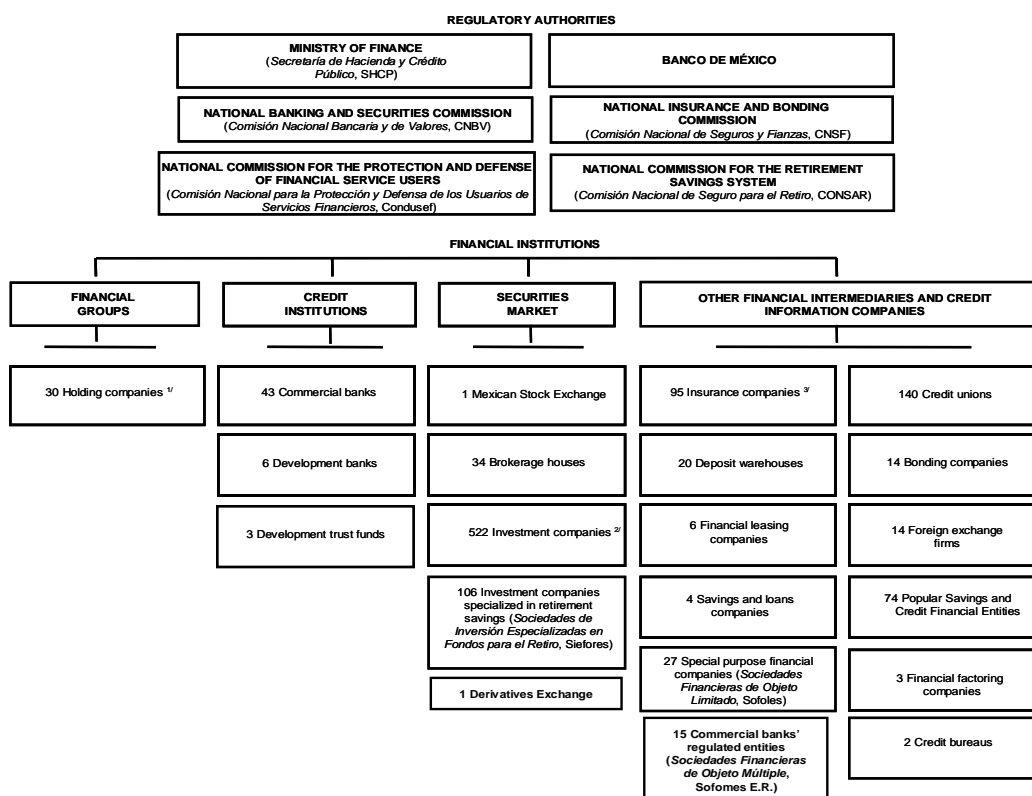 REGULATORY AUTHORITIES
MINISTRY OF FINANCE
(Secretaría de Hacienda y Crédito
Público, SHCP)
BANCO DE MÉXICO
NATIONAL BANKING AND SECURITIES COMMISSION
(Comisión Nacional Bancaria y de Valores, CNBV)
NATIONAL INSURANCE AND BONDING
COMMISSION
(Comisión Nacional de Seguros y Fianzas, CNSF)
NATIONAL COMMISSION FOR THE PROTECTION AND DEFENSE
OF FINANCIAL SERVICE USERS
(Comisión Nacional para la Protección y Defensa de los Usuarios de
Servicios Financieros, Condusef)
NATIONAL COMMISSION FOR THE RETIREMENT
SAVINGS SYSTEM
(Comisión Nacional de Seguro para el Retiro, CONSAR)
FINANCIAL INSTITUTIONS
FINANCIAL
GROUPS
CREDIT
INSTITUTIONS
SECURITIES
MARKET
OTHER FINANCIAL INTERMEDIARIES AND CREDIT
INFORMATION COMPANIES
30 Holding companies 1/
43 Commercial banks
6 Development banks
3 Development trust funds
1 Mexican Stock Exchange
34 Brokerage houses
522 Investment companies 2/
106 Investment companies
specialized in retirement
savings (Sociedades de
Inversión Especializadas en
Fondos para el Retiro, Siefores)
1 Derivatives Exchange
95 Insurance companies 3/
20 Deposit warehouses
6 Financial leasing
companies
4 Savings and loans
companies
27 Special purpose financial
companies (Sociedades
Financieras de Objeto
Limitado, Sofoles)
15 Commercial banks'
regulated entities
(Sociedades Financieras
de Objeto Múltiple,
Sofomes E.R.)
140 Credit unions
14 Bonding companies
14 Foreign exchange
firms
74 Popular Savings and
Credit Financial Entities
3 Financial factoring
companies
2 Credit bureaus